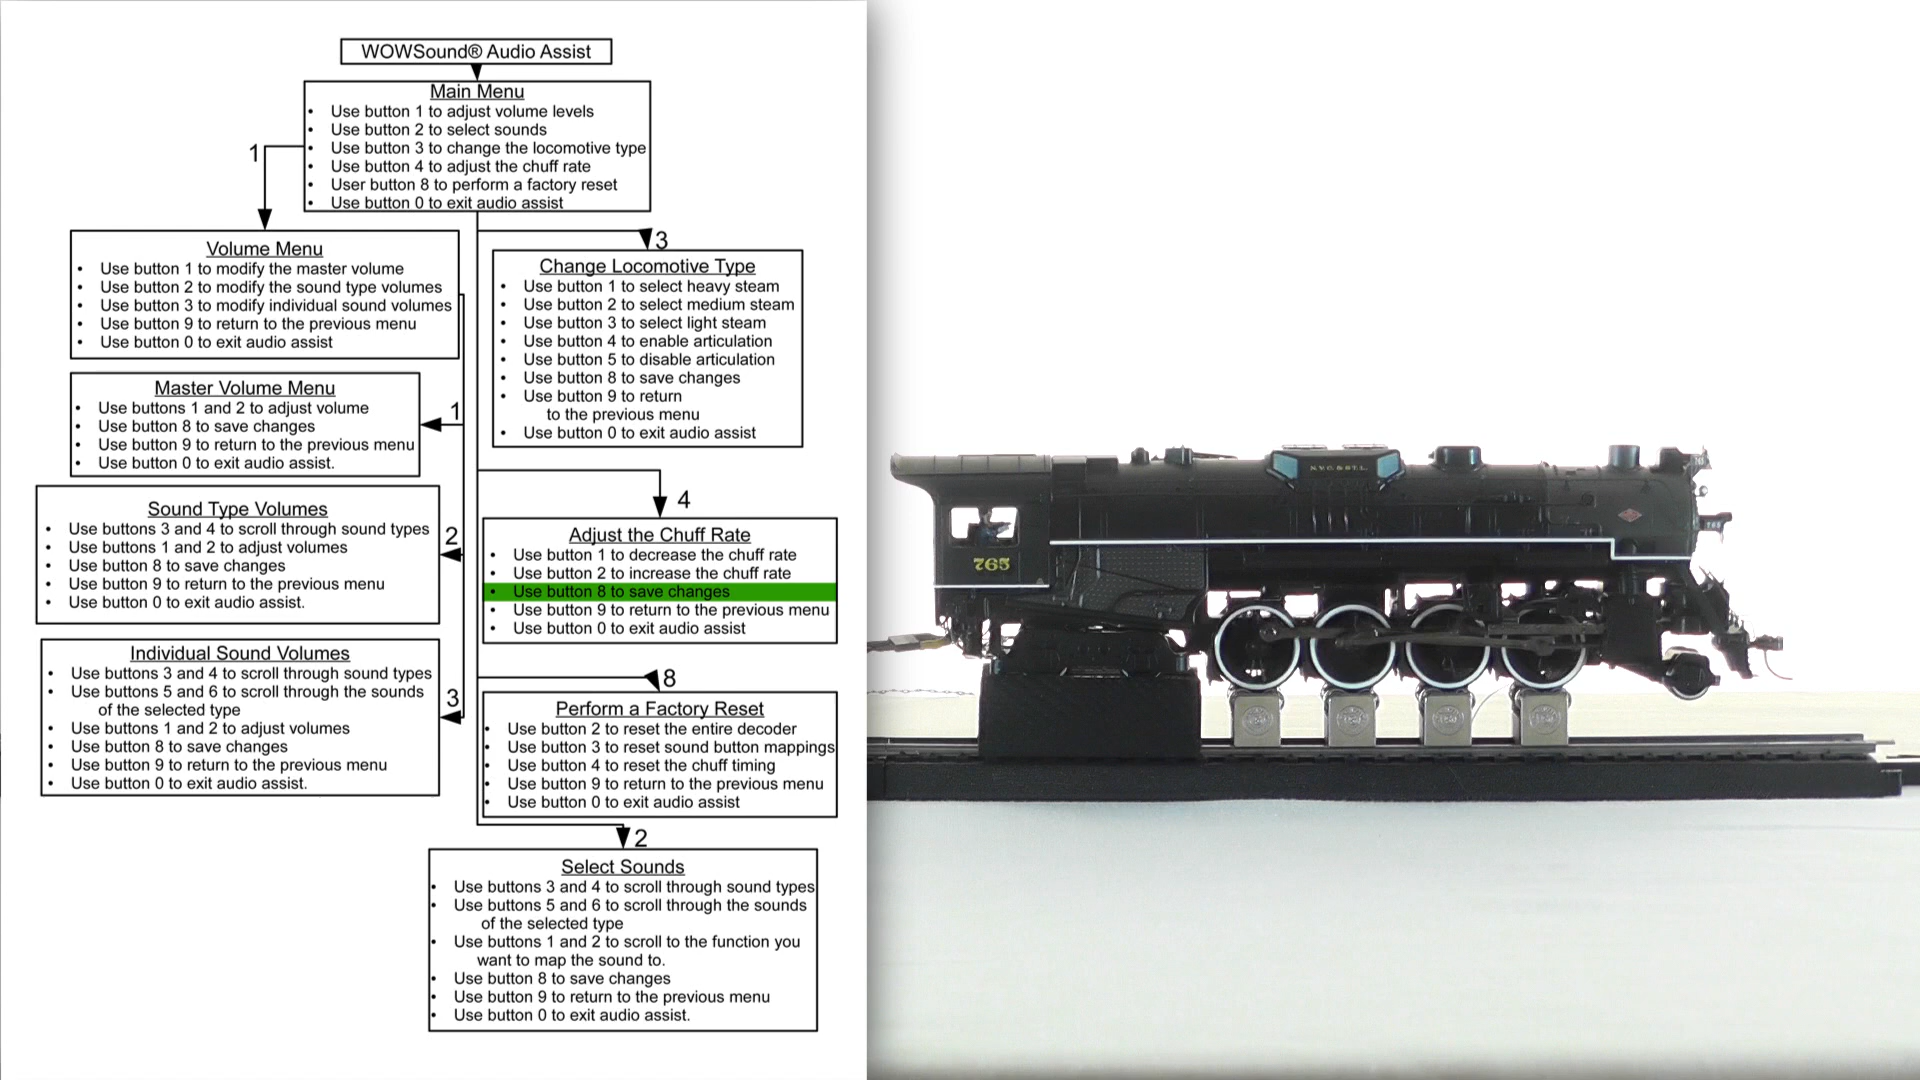 WOWSound® Audio Assist
Main Menu
• Use button 1 to adjust volume levels
• Use button 2 to select sounds
• Use button 3 to change the locomotive type
• Use button 4 to adjust the chuff rate
• User button 8 to perform a factory reset
• Use button 0 to exit audio assist
1
Volume Menu
• Use button 1 to modify the master volume
• Use button 2 to modify the sound type volumes
• Use button 3 to modify individual sound volumes
• Use button 9 to return to the previous menu
• Use button 0 to exit audio assist
1
Master Volume Menu
• Use buttons 1 and 2 to adjust volume
• Use button 8 to save changes
• Use button 9 to return to the previous menu
• Use button 0 to exit audio assist.
2
Sound Type Volumes
• Use buttons 3 and 4 to scroll through sound types
• Use buttons 1 and 2 to adjust volumes
• Use button 8 to save changes
• Use button 9 to return to the previous menu
• Use button 0 to exit audio assist.
3
Individual Sound Volumes
• Use buttons 3 and 4 to scroll through sound types
• Use buttons 5 and 6 to scroll through the sounds
of the selected type
• Use buttons 1 and 2 to adjust volumes
• Use button 8 to save changes
• Use button 9 to return to the previous menu
• Use button 0 to exit audio assist.
3
Change Locomotive Type
• Use button 1 to select heavy steam
• Use button 2 to select medium steam
• Use button 3 to select light steam
• Use button 4 to enable articulation
• Use button 5 to disable articulation
• Use button 8 to save changes
• Use button 9 to return
to the previous menu
• Use button 0 to exit audio assist
4
Adjust the Chuff Rate
• Use button 1 to decrease the chuff rate
• Use button 2 to increase the chuff rate
• Use button 8 to save changes
• Use button 9 to return to the previous menu
• Use button 0 to exit audio assist
8
Perform a Factory Reset
• Use button 2 to reset the entire decoder
• Use button 3 to reset sound button mappings
• Use button 4 to reset the chuff timing
• Use button 9 to return to the previous menu
• Use button 0 to exit audio assist
2
Select Sounds
• Use buttons 3 and 4 to scroll through sound types
• Use buttons 5 and 6 to scroll through the sounds
of the selected type
• Use buttons 1 and 2 to scroll to the function you
want to map the sound to.
• Use button 8 to save changes
• Use button 9 to return to the previous menu
• Use button 0 to exit audio assist.
N.Y.C. & ST. L.
765